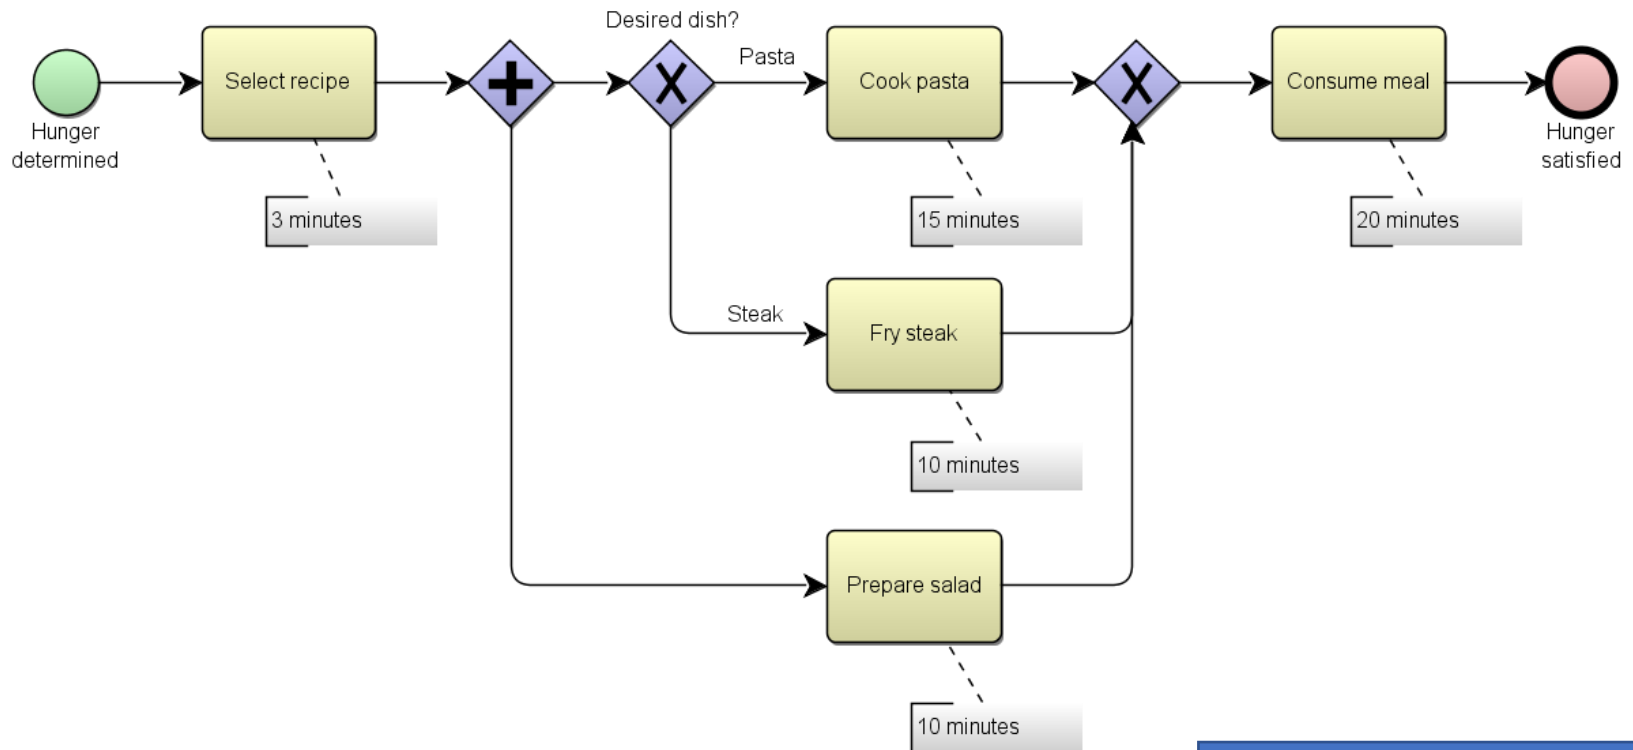 Desired dish?
Pasta
Select recipe
Cook pasta
Consume meal
Hunger
determined
Hunger
satisfied
3 minutes
15 minutes
20 minutes
Steak
Fry steak
10 minutes
Prepare salad
10 minutes